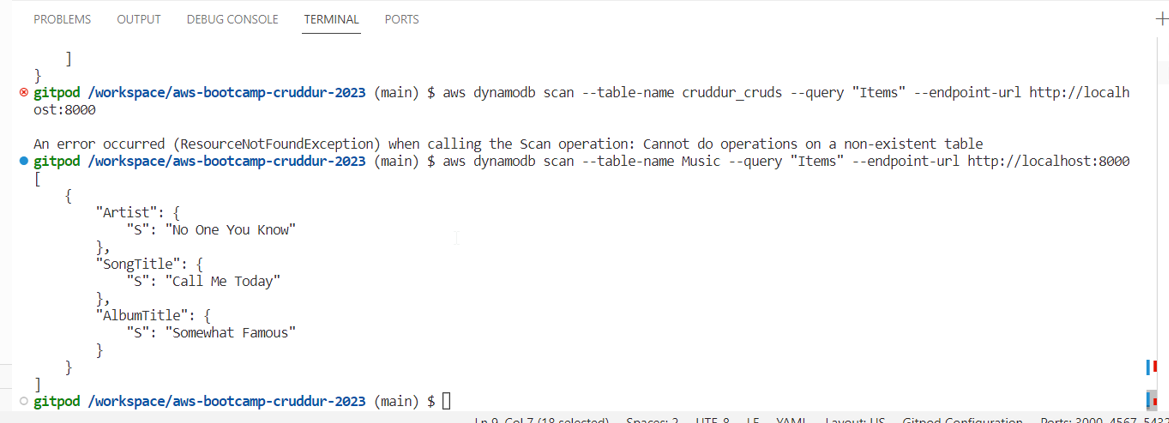 PROBLEMS OUTPUT DEBUG CONSOLE TERMINAL PORTS
]
}
gitpod /workspace/aws-bootcamp-cruddur-2023 (main) $ aws dynamodb scan --table-name cruddur_cruds --query "Items" --endpoint-url http://localh
ost:8000
An error occurred (ResourceNotFoundException) when calling the Scan operation: Cannot do operations on a non-existent table
gitpod /workspace/aws-bootcamp-cruddur-2023 (main) $ aws dynamodb scan --table-name Music --query "Items" --endpoint-url http://localhost:8000
[
{
"Artist": {
"S": "No One You Know"
},
"SongTitle": {
"S": "Call Me Today"
},
"AlbumTitle": {
"S": "Somewhat Famous"
}
}
]
gitpod /workspace/aws-bootcamp-cruddur-2023 (main) $
Ln 9, Col 7 (18 selected) Spaces: 2 UTF-8 LF YAML Layout: US Gitpod Configuration Ports: 3000, 4567, 5432